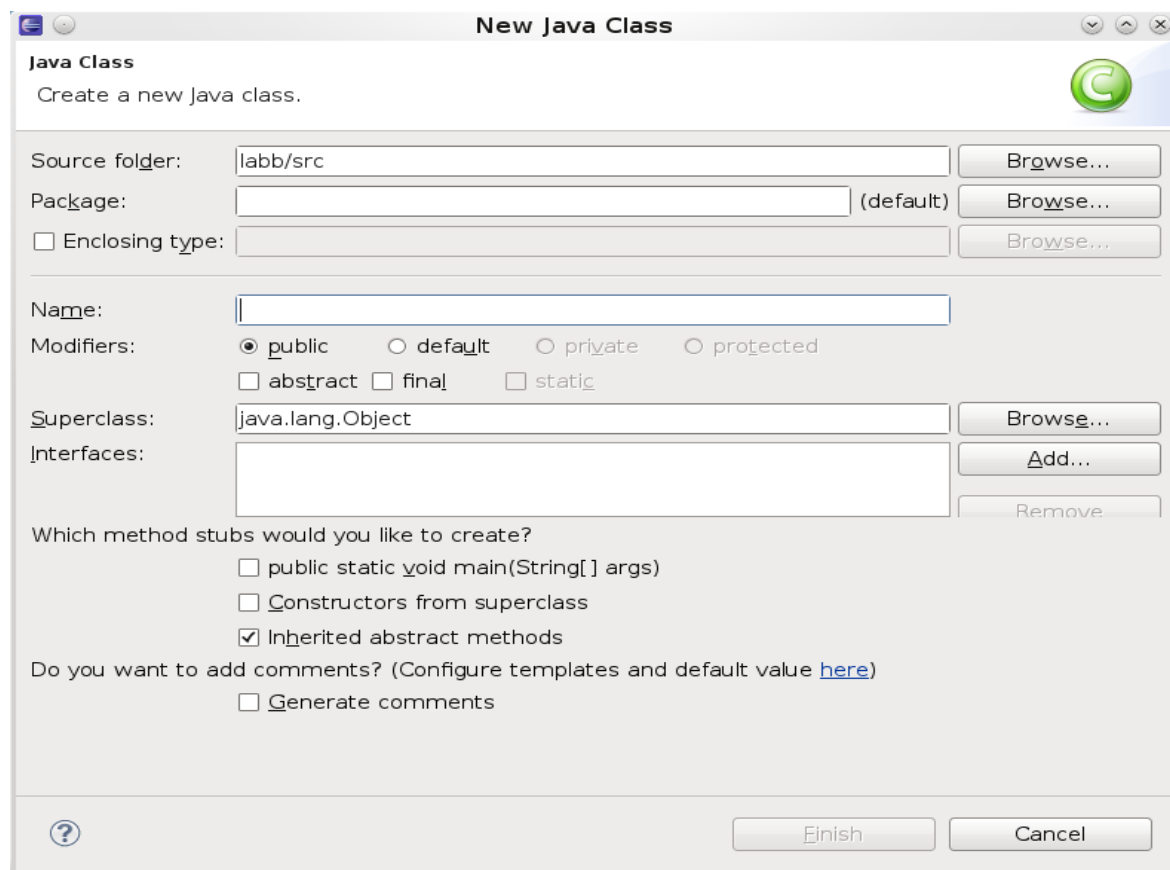 New Java Class
Java Class
Create a new Java class.
Source folder: labb/src Browse...
Package: (default) Browse...
Enclosing type: Browse...
Name:
Modifiers: public default private protected
abstract final static
Superclass: java.lang.Object Browse...
Interfaces: Add...
Remove
Which method stubs would you like to create?
public static void main(String[] args)
Constructors from superclass
Inherited abstract methods
Do you want to add comments? (Configure templates and default value here)
Generate comments
? Finish Cancel